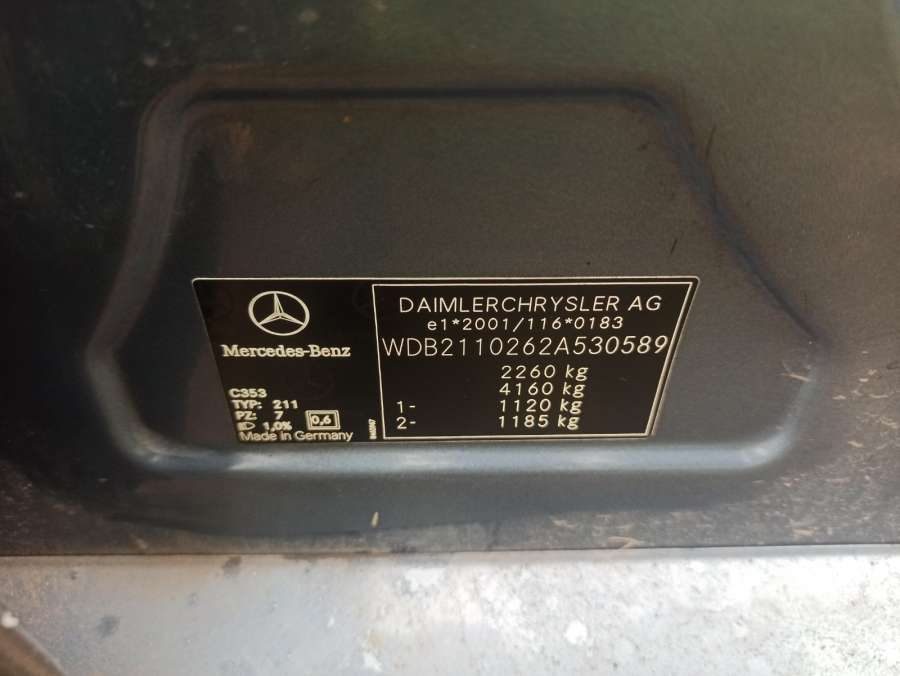 Mercedes-Benz
C353
TYP: 211
PZ: 7
1,0%
0,6
Made in Germany
DAIMLERCHRYSLER AG
e1*2001/116*0183
WDB2110262A530589
2260 kg
4160 kg
1- 1120 kg
2- 1185 kg